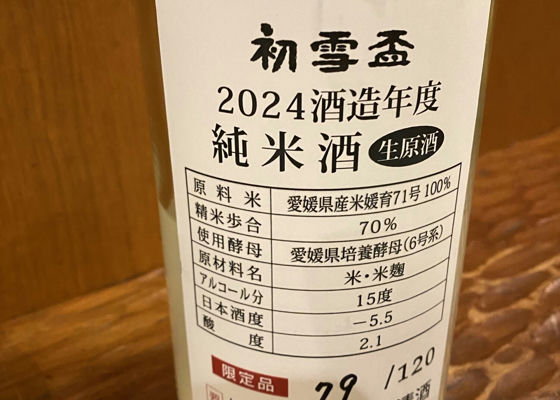 初雪盃
2024酒造年度
純米酒 生原酒
原料米 愛媛県産米媛育71号100%
精米歩合 70%
使用酵母 愛媛県培養酵母(6号系)
原材料名 米・米麹
アルコール分 15度
日本酒度 −5.5
酸度 2.1
限定品 79/120
清酒